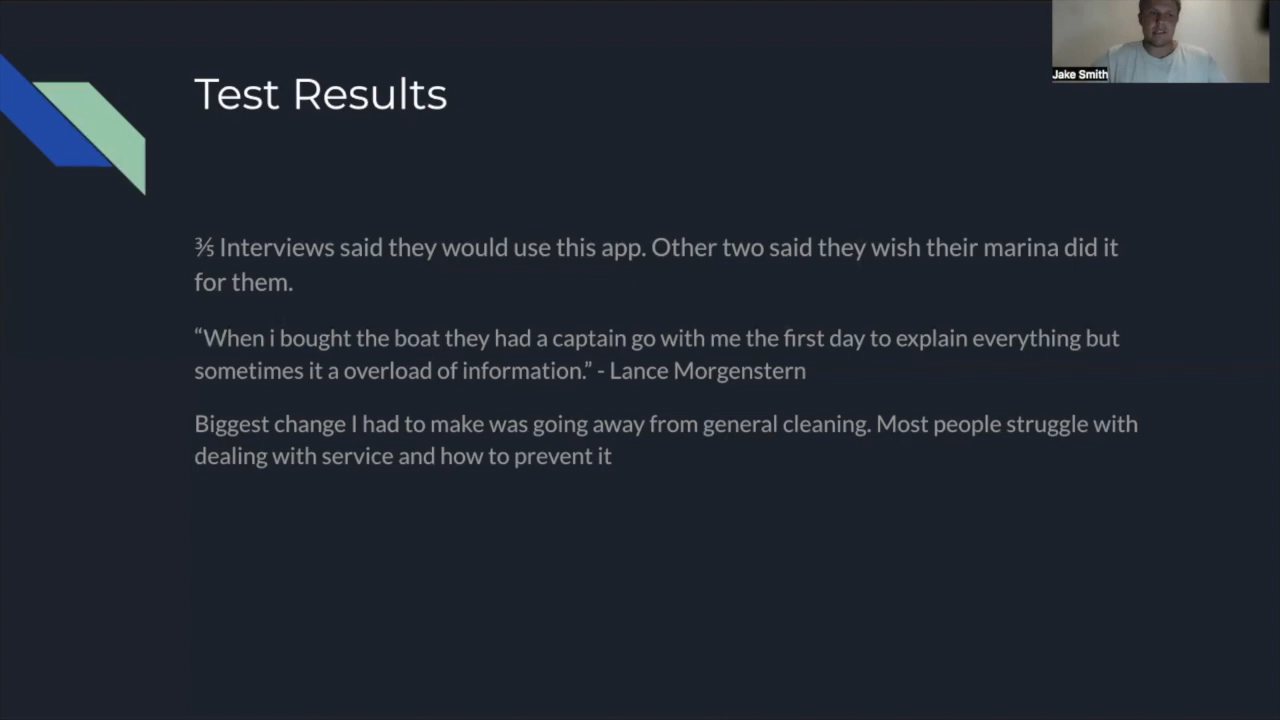 Jake Smith
Test Results
⅗ Interviews said they would use this app. Other two said they wish their marina did it
for them.
“When i bought the boat they had a captain go with me the first day to explain everything but
sometimes it a overload of information.” - Lance Morgenstern
Biggest change I had to make was going away from general cleaning. Most people struggle with
dealing with service and how to prevent it